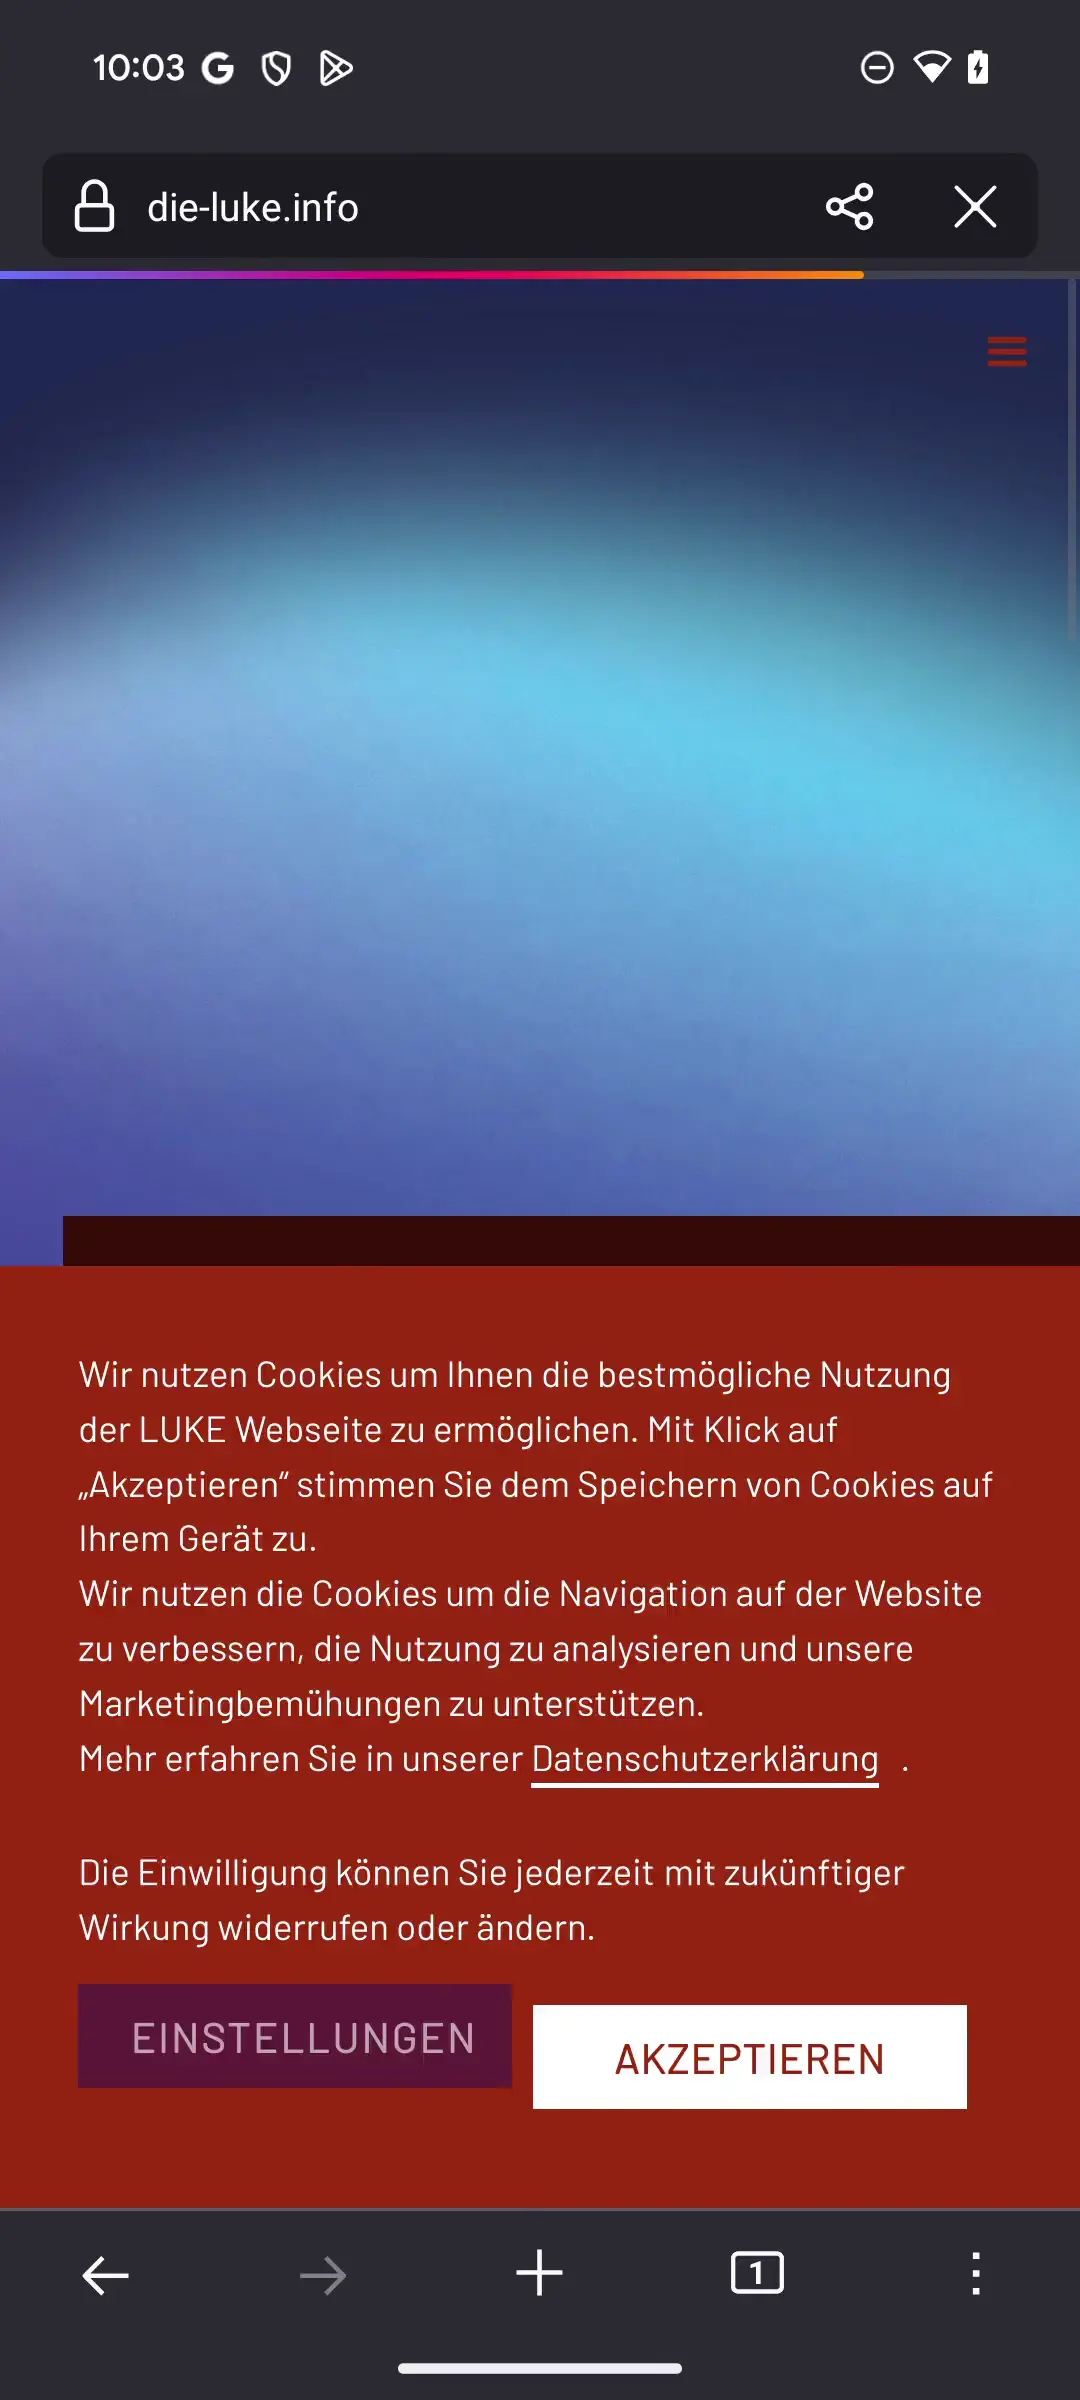 10:03
die-luke.info
Wir nutzen Cookies um Ihnen die bestmögliche Nutzung
der LUKE Webseite zu ermöglichen. Mit Klick auf
„Akzeptieren“ stimmen Sie dem Speichern von Cookies auf
Ihrem Gerät zu.
Wir nutzen die Cookies um die Navigation auf der Website
zu verbessern, die Nutzung zu analysieren und unsere
Marketingbemühungen zu unterstützen.
Mehr erfahren Sie in unserer Datenschutzerklärung .
Die Einwilligung können Sie jederzeit mit zukünftiger
Wirkung widerrufen oder ändern.
EINSTELLUNGEN
AKZEPTIEREN
1